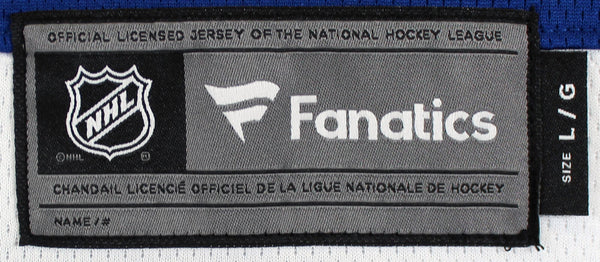 OFFICIAL LICENSED JERSEY OF THE NATIONAL HOCKEY LEAGUE
NHL
©NHL
®
Fanatics
CHANDAIL LICENCIÉ OFFICIEL DE LA LIGUE NATIONALE DE HOCKEY
NAME / #
SIZE L / G